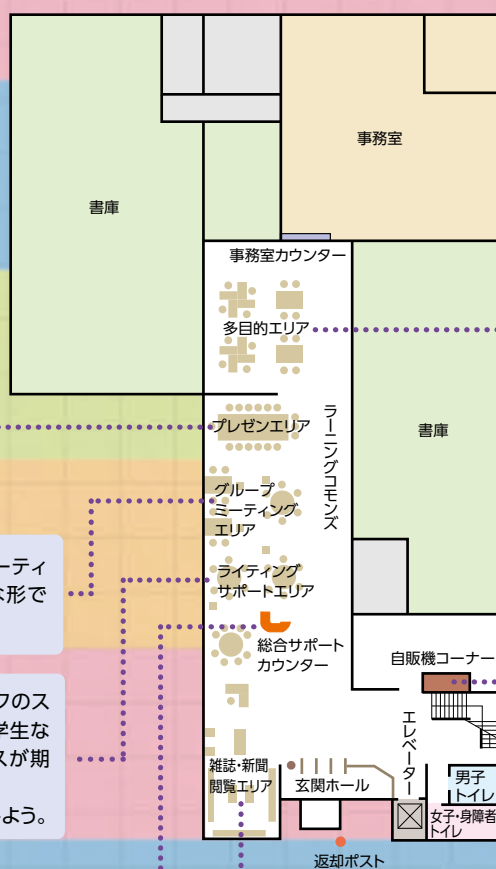 事務室
書庫
事務室カウンター
多目的エリア
ラーニングコモンズ
プレゼンエリア
書庫
グループ
ミーティング
エリア
ライティング
サポートエリア
ーティ
な形で
総合サポート
カウンター
自販機コーナー
フのス
学生な
スが期
よう。
エレベーター
雑誌・新聞
閲覧エリア
玄関ホール
男子
トイレ
女子・身障者
トイレ
返却ポスト